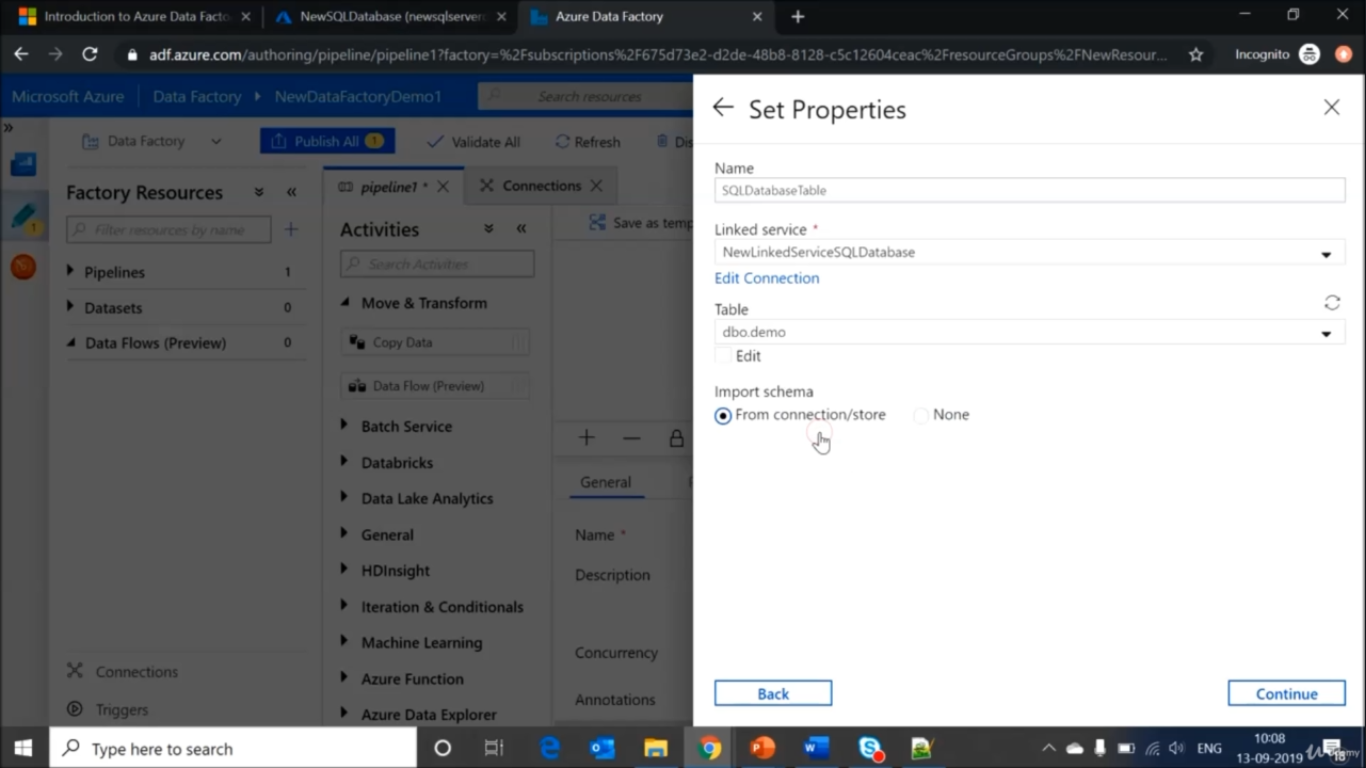 Introduction to Azure Data Facto
NewSQLDatabase (newsqlserver
Azure Data Factory
adf.azure.com/authoring/pipeline/pipeline1?factory=%2Fsubscriptions%2F675d73e2-d2de-48b8-8128-c5c12604ceac%2FresourceGroups%2FNewResour...
Incognito
Microsoft Azure
Data Factory
NewDataFactoryDemo1
Search resources
Data Factory
Publish All 1
Validate All
Refresh
Dis
Factory Resources
Filter resources by name
Pipelines 1
Datasets 0
Data Flows (Preview) 0
Connections
Triggers
1
pipeline1 *
Connections
Activities
Search Activities
Move & Transform
Copy Data
Data Flow (Preview)
Batch Service
Databricks
Data Lake Analytics
General
HDInsight
Iteration & Conditionals
Machine Learning
Azure Function
Azure Data Explorer
Save as temp
General
Name *
Description
Concurrency
Annotations
Set Properties
Name
SQLDatabaseTable
Linked service *
NewLinkedServiceSQLDatabase
Edit Connection
Table
dbo.demo
Edit
Import schema
From connection/store
None
Back
Continue
Type here to search
ENG
10:08
13-09-2019